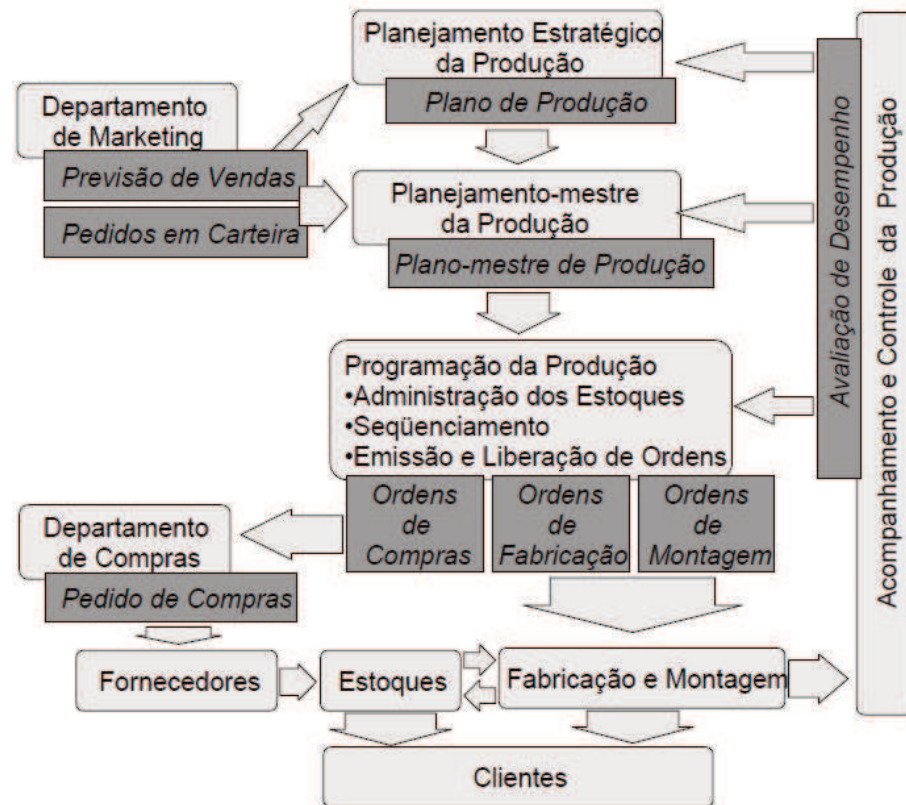 Planejamento Estratégico
da Produção
Plano de Produção
Departamento
de Marketing
Previsão de Vendas
Pedidos em Carteira
Planejamento-mestre
da Produção
Plano-mestre de Produção
Programação da Produção
•Administração dos Estoques
•Seqüenciamento
•Emissão e Liberação de Ordens
Ordens
de
Compras
Ordens
de
Fabricação
Ordens
de
Montagem
Departamento
de Compras
Pedido de Compras
Fornecedores
Estoques
Fabricação e Montagem
Clientes
Avaliação de Desempenho
Acompanhamento e Controle da Produção